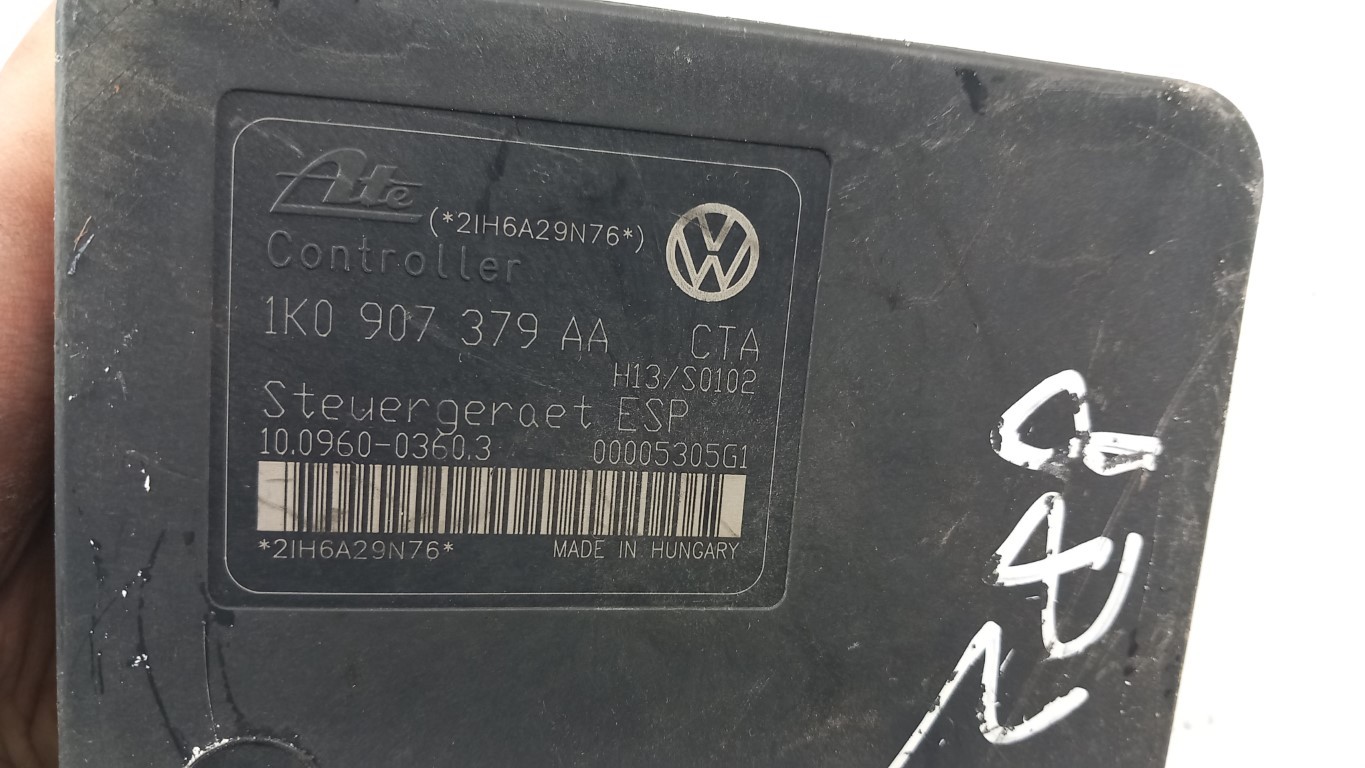 Ate
(*2IH6A29N76*)
Controller
1K0 907 379 AA CTA
H13/S0102
Steuergeraet ESP
10.0960-0360.3 00005305G1
*2IH6A29N76* MADE IN HUNGARY